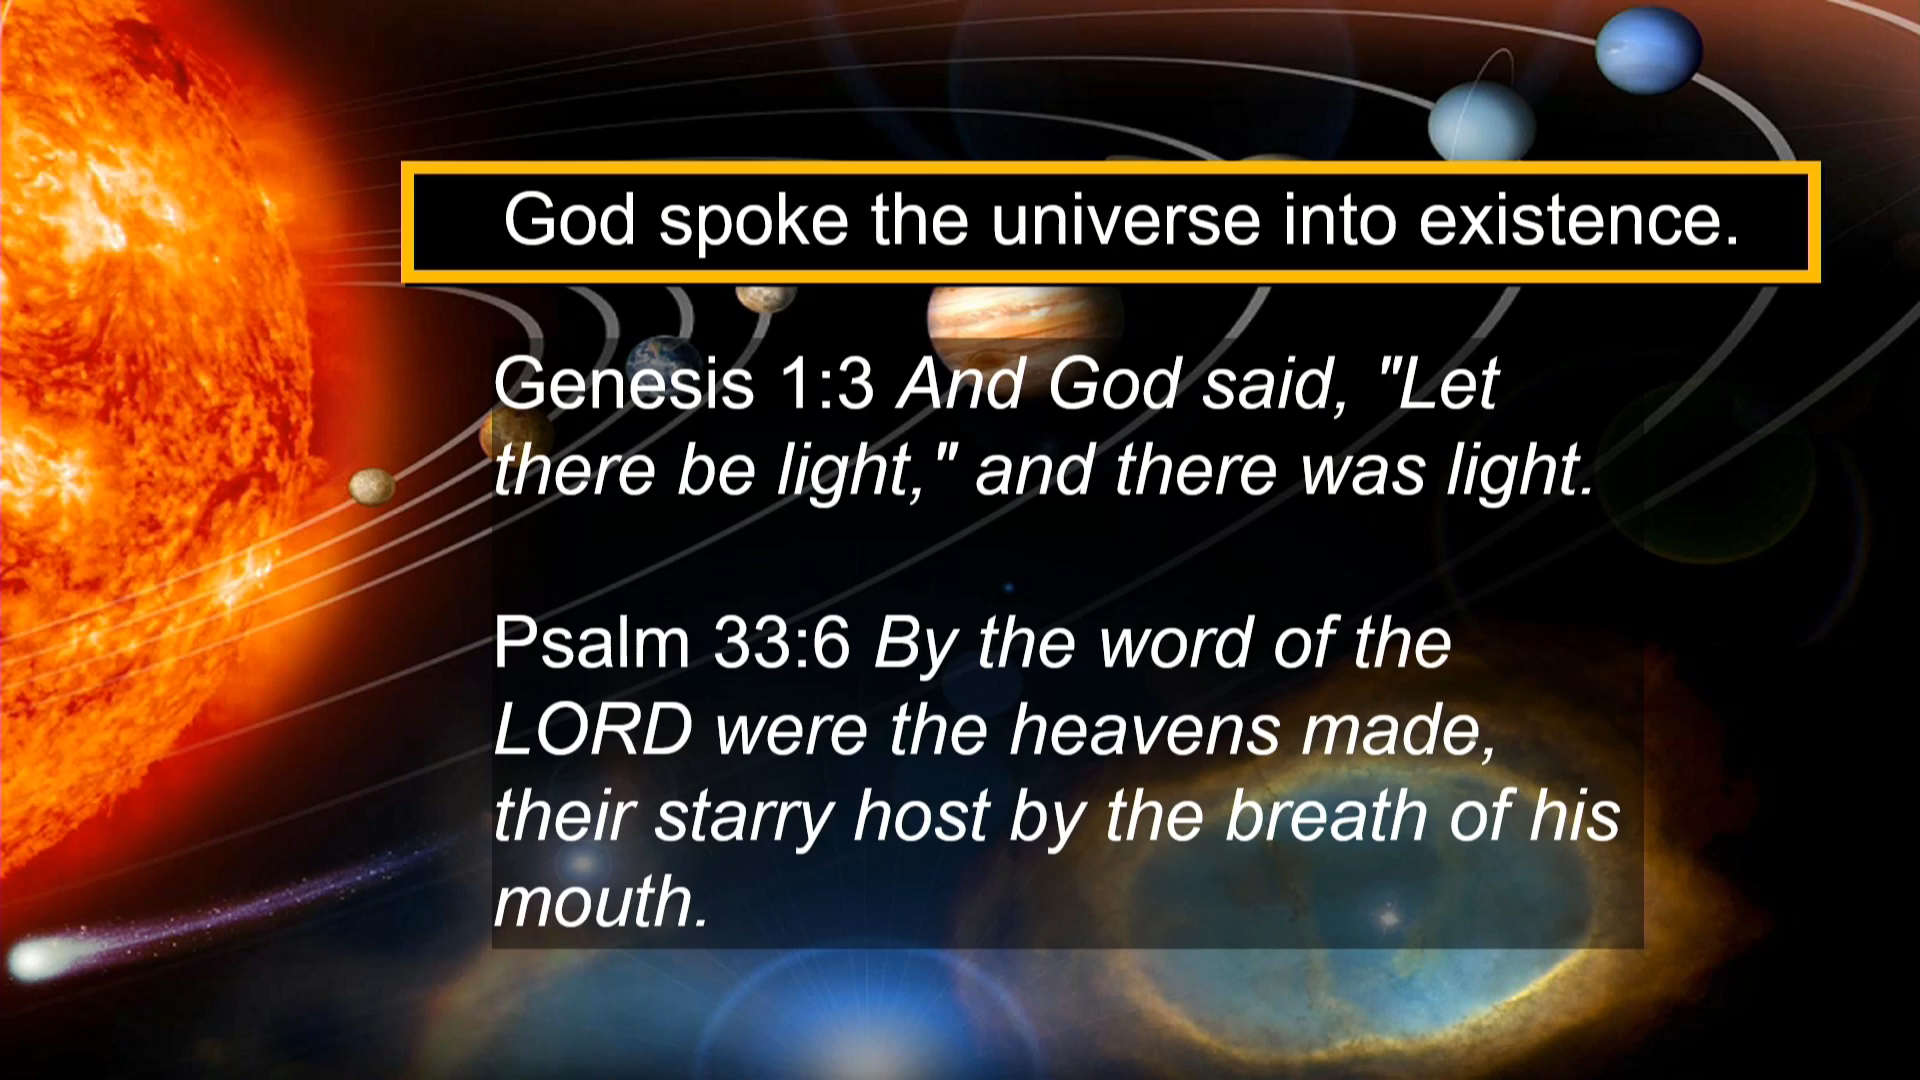 God spoke the universe into existence.
Genesis 1:3 And God said, "Let
there be light," and there was light.
Psalm 33:6 By the word of the
LORD were the heavens made,
their starry host by the breath of his
mouth.